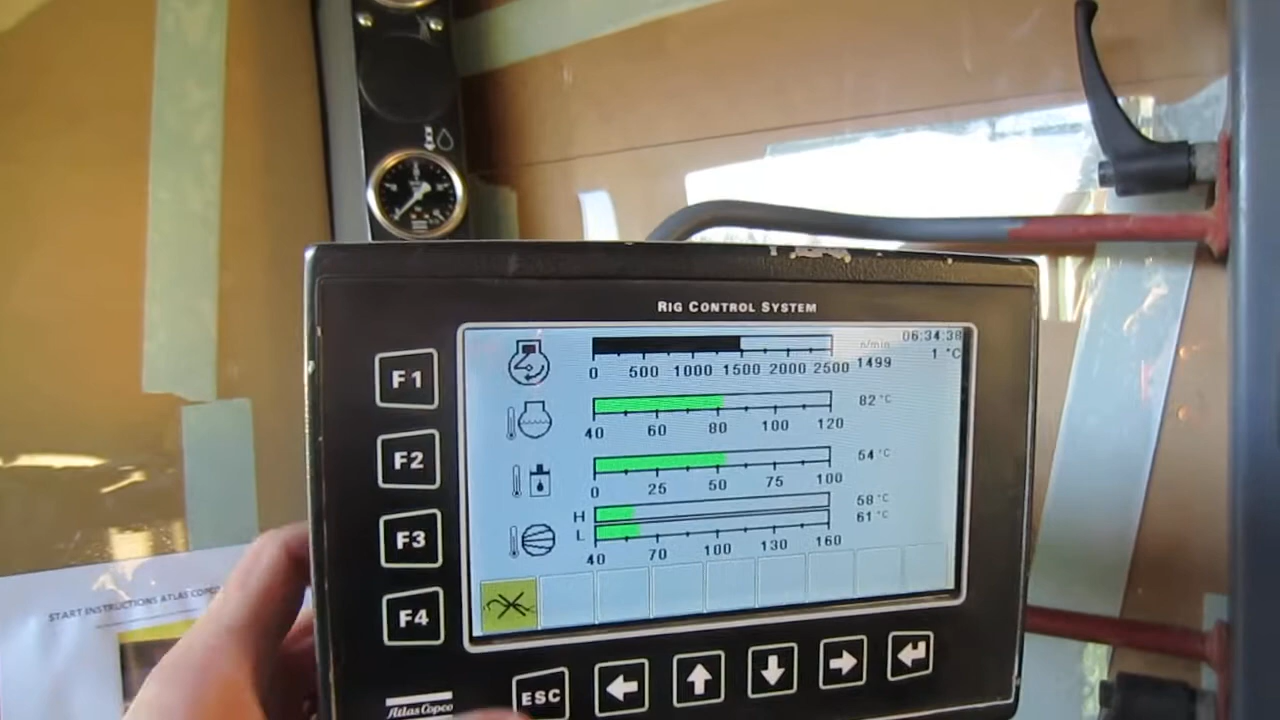 RIG CONTROL SYSTEM
06:34:38
n/min
1 °C
1499
0 500 1000 1500 2000 2500
82 °C
40 60 80 100 120
54 °C
0 25 50 75 100
H 58 °C
L 61 °C
40 70 100 130 160
F1
F2
F3
F4
ESC
Atlas Copco
START INSTRUCTIONS ATLAS COPCO